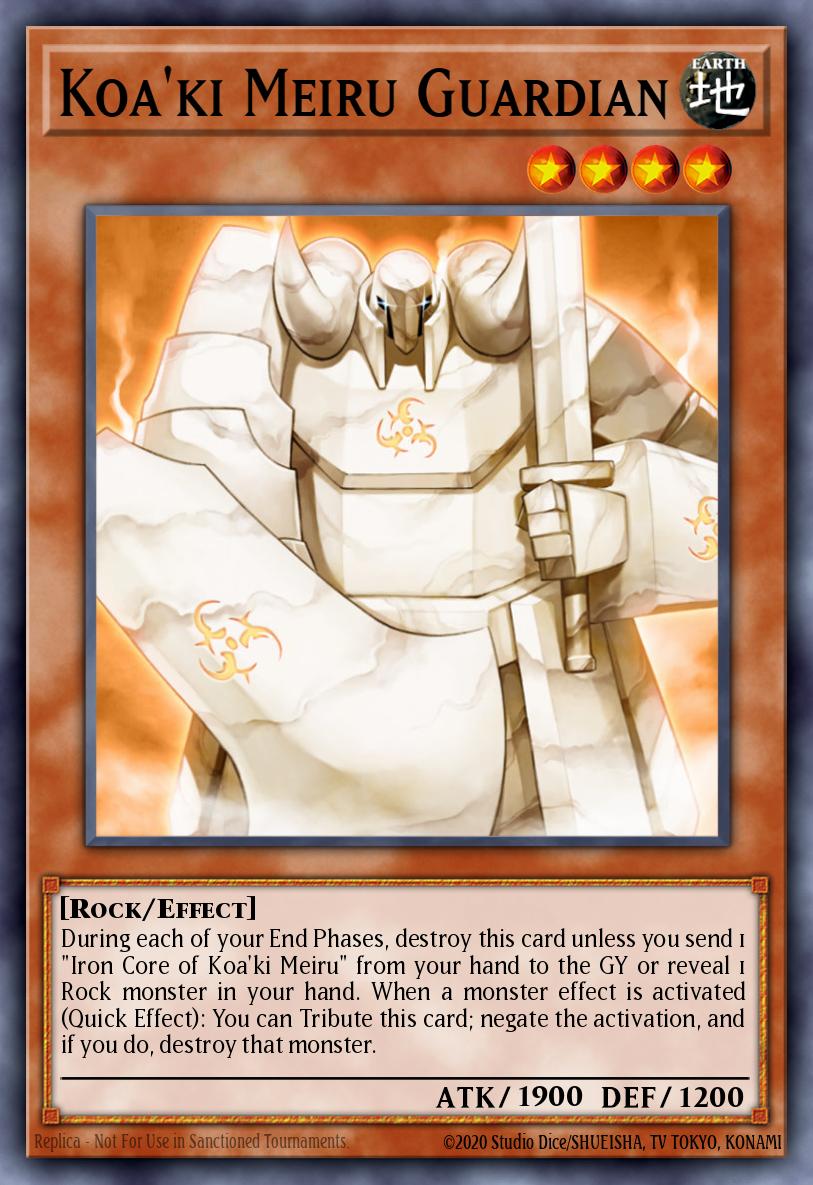 Koa'ki Meiru Guardian
EARTH
地
[Rock/Effect]
During each of your End Phases, destroy this card unless you send 1
"Iron Core of Koa'ki Meiru" from your hand to the GY or reveal 1
Rock monster in your hand. When a monster effect is activated
(Quick Effect): You can Tribute this card; negate the activation, and
if you do, destroy that monster.
ATK/1900 DEF/1200
Replica - Not For Use in Sanctioned Tournaments.
©2020 Studio Dice/SHUEISHA, TV TOKYO, KONAMI